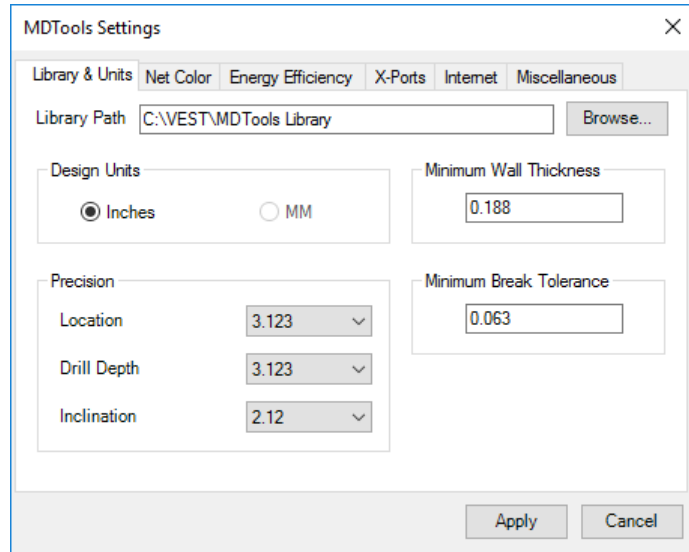 MDTools Settings
Library & Units Net Color Energy Efficiency X-Ports Internet Miscellaneous
Library Path C:\VEST\MDTools Library Browse...
Design Units
Inches MM
Minimum Wall Thickness
0.188
Precision
Location 3.123
Drill Depth 3.123
Inclination 2.12
Minimum Break Tolerance
0.063
Apply Cancel